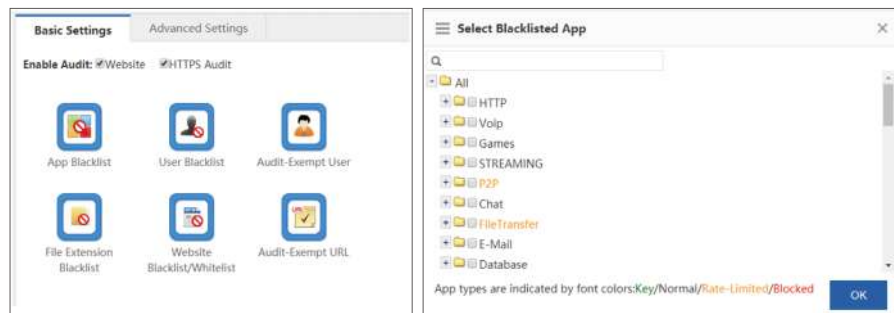 Basic Settings
Advanced Settings
Enable Audit: Website HTTPS Audit
App Blacklist
User Blacklist
Audit-Exempt User
File Extension
Blacklist
Website
Blacklist/Whitelist
Audit-Exempt URL
Select Blacklisted App
All
HTTP
Voip
Games
STREAMING
P2P
Chat
FileTransfer
E-Mail
Database
App types are indicated by font colors:Key/Normal/Rate-Limited/Blocked
OK